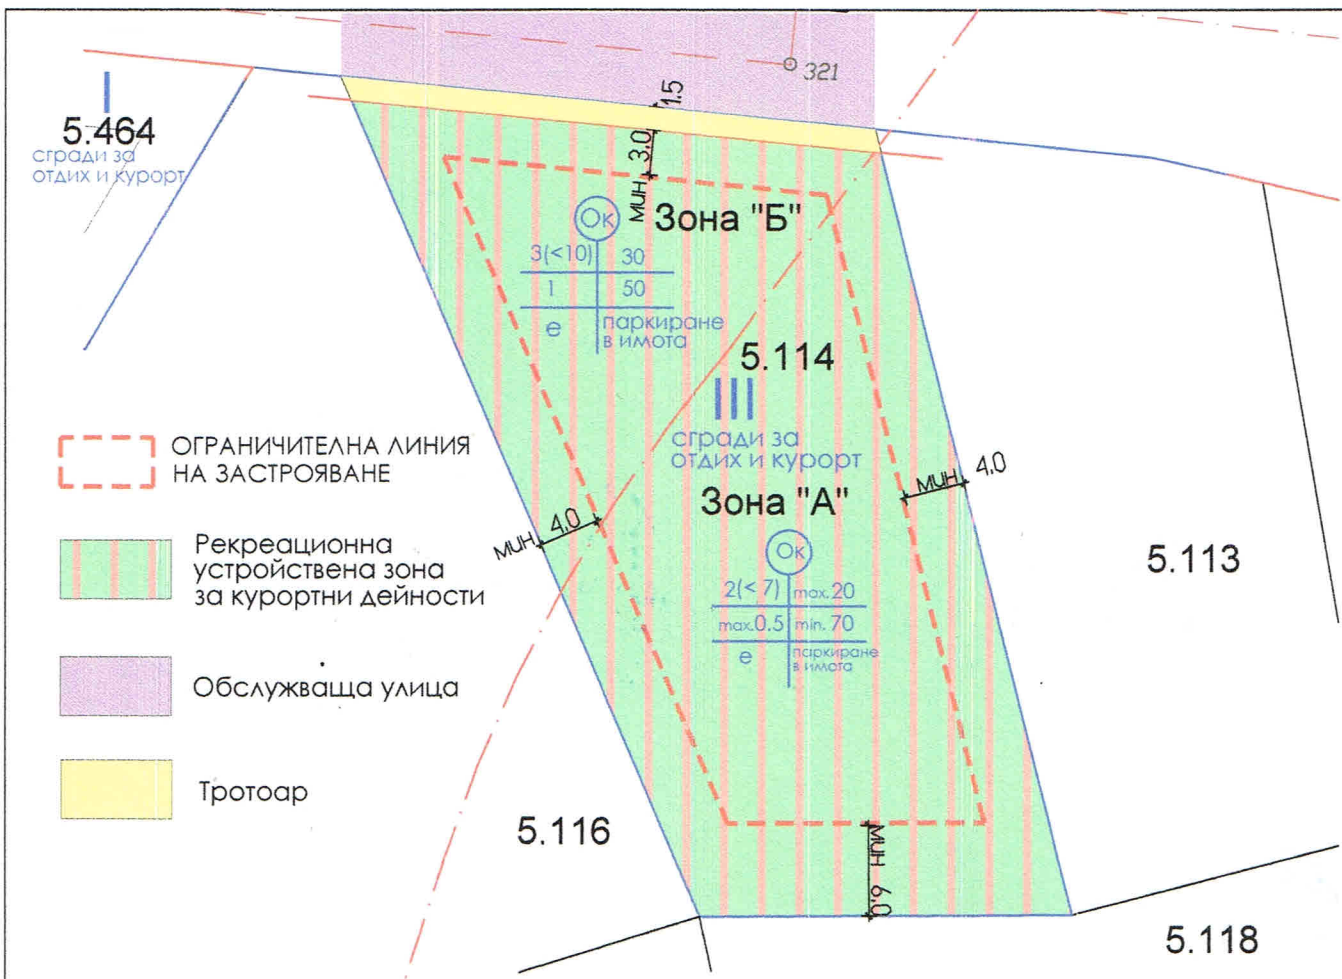 321
1.5
I
5.464
сгради за
отдих и курорт
мин 3,0
Ок
Зона "Б"
3(<10) 30
1 50
е паркиране
в имота
5.114
III
сгради за
отдих и курорт
ОГРАНИЧИТЕЛНА ЛИНИЯ
НА ЗАСТРОЯВАНЕ
Зона "А"
мин 4,0
мин 4,0
Ок
Рекреационна
устройствена зона
за курортни дейности
5.113
2(< 7) max.20
max.0.5 min. 70
е паркиране
в имота
Обслужваща улица
Тротоар
5.116
мин 6,0
5.118